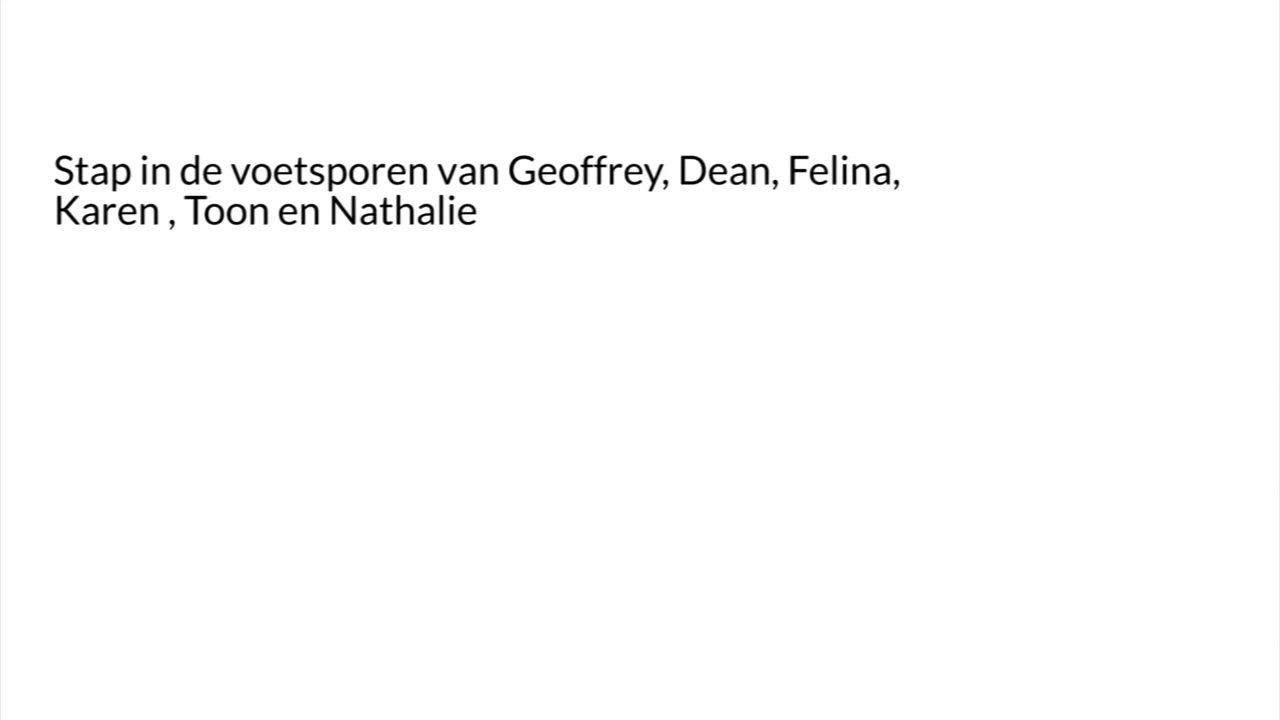 Stap in de voetsporen van Geoffrey, Dean, Felina,
Karen , Toon en Nathalie